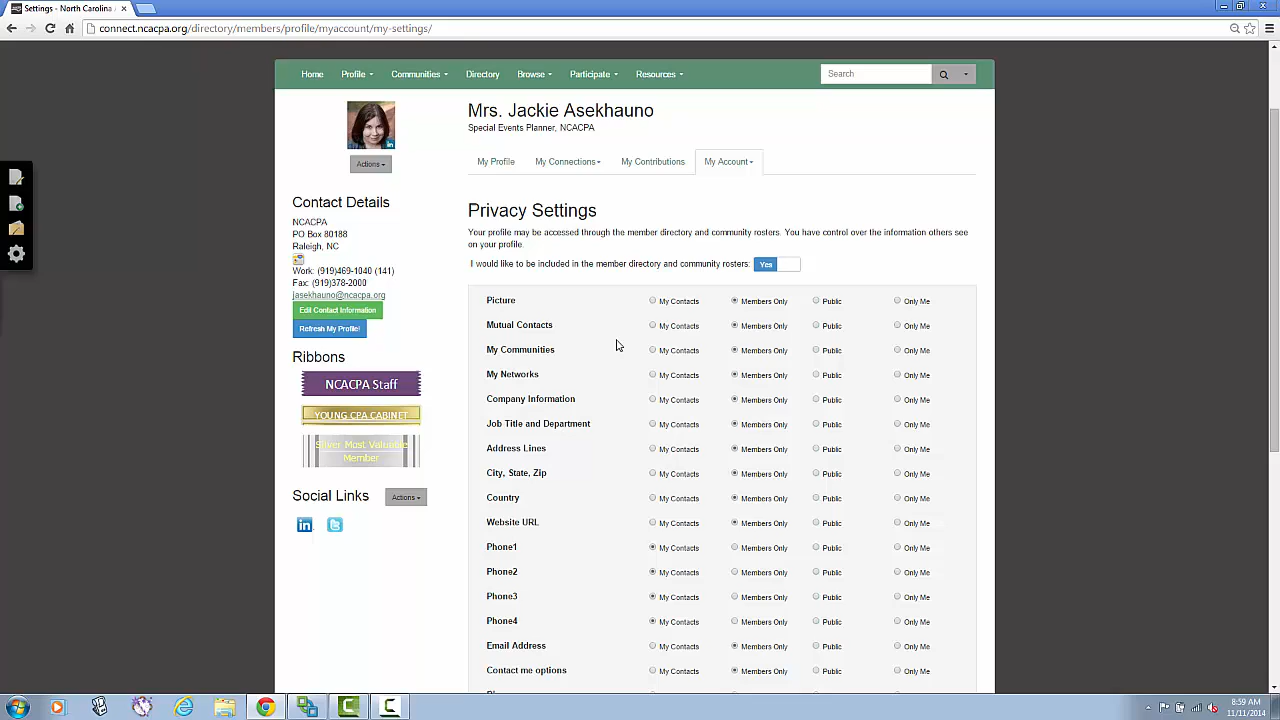 Settings - North Carolina
connect.ncacpa.org/directory/members/profile/myaccount/my-settings/
Home Profile Communities Directory Browse Participate Resources Search
Mrs. Jackie Asekhauno
Special Events Planner, NCACPA
in
Actions
My Profile My Connections My Contributions My Account
Contact Details
NCACPA
PO Box 80188
Raleigh, NC
Work: (919)469-1040 (141)
Fax: (919)378-2000
jasekhauno@ncacpa.org
Edit Contact Information
Refresh My Profile!
Ribbons
NCACPA Staff
YOUNG CPA CABINET
Silver Most Valuable
Member
Social Links Actions
in
Privacy Settings
Your profile may be accessed through the member directory and community rosters. You have control over the information others see
on your profile.
I would like to be included in the member directory and community rosters: Yes
Picture My Contacts Members Only Public Only Me
Mutual Contacts My Contacts Members Only Public Only Me
My Communities My Contacts Members Only Public Only Me
My Networks My Contacts Members Only Public Only Me
Company Information My Contacts Members Only Public Only Me
Job Title and Department My Contacts Members Only Public Only Me
Address Lines My Contacts Members Only Public Only Me
City, State, Zip My Contacts Members Only Public Only Me
Country My Contacts Members Only Public Only Me
Website URL My Contacts Members Only Public Only Me
Phone1 My Contacts Members Only Public Only Me
Phone2 My Contacts Members Only Public Only Me
Phone3 My Contacts Members Only Public Only Me
Phone4 My Contacts Members Only Public Only Me
Email Address My Contacts Members Only Public Only Me
Contact me options My Contacts Members Only Public Only Me
8:59 AM
11/11/2014